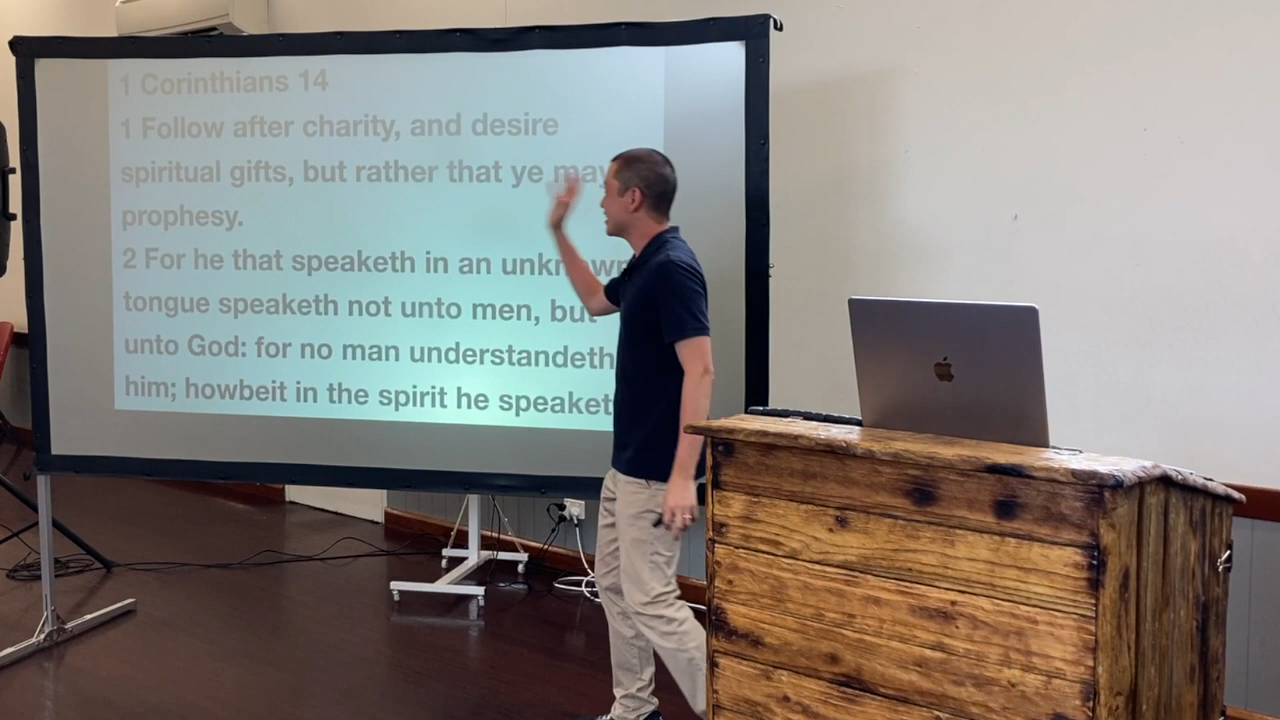 1 Corinthians 14
1 Follow after charity, and desire
spiritual gifts, but rather that ye may
prophesy.
2 For he that speaketh in an unknown
tongue speaketh not unto men, but
unto God: for no man understandeth
him; howbeit in the spirit he speaket